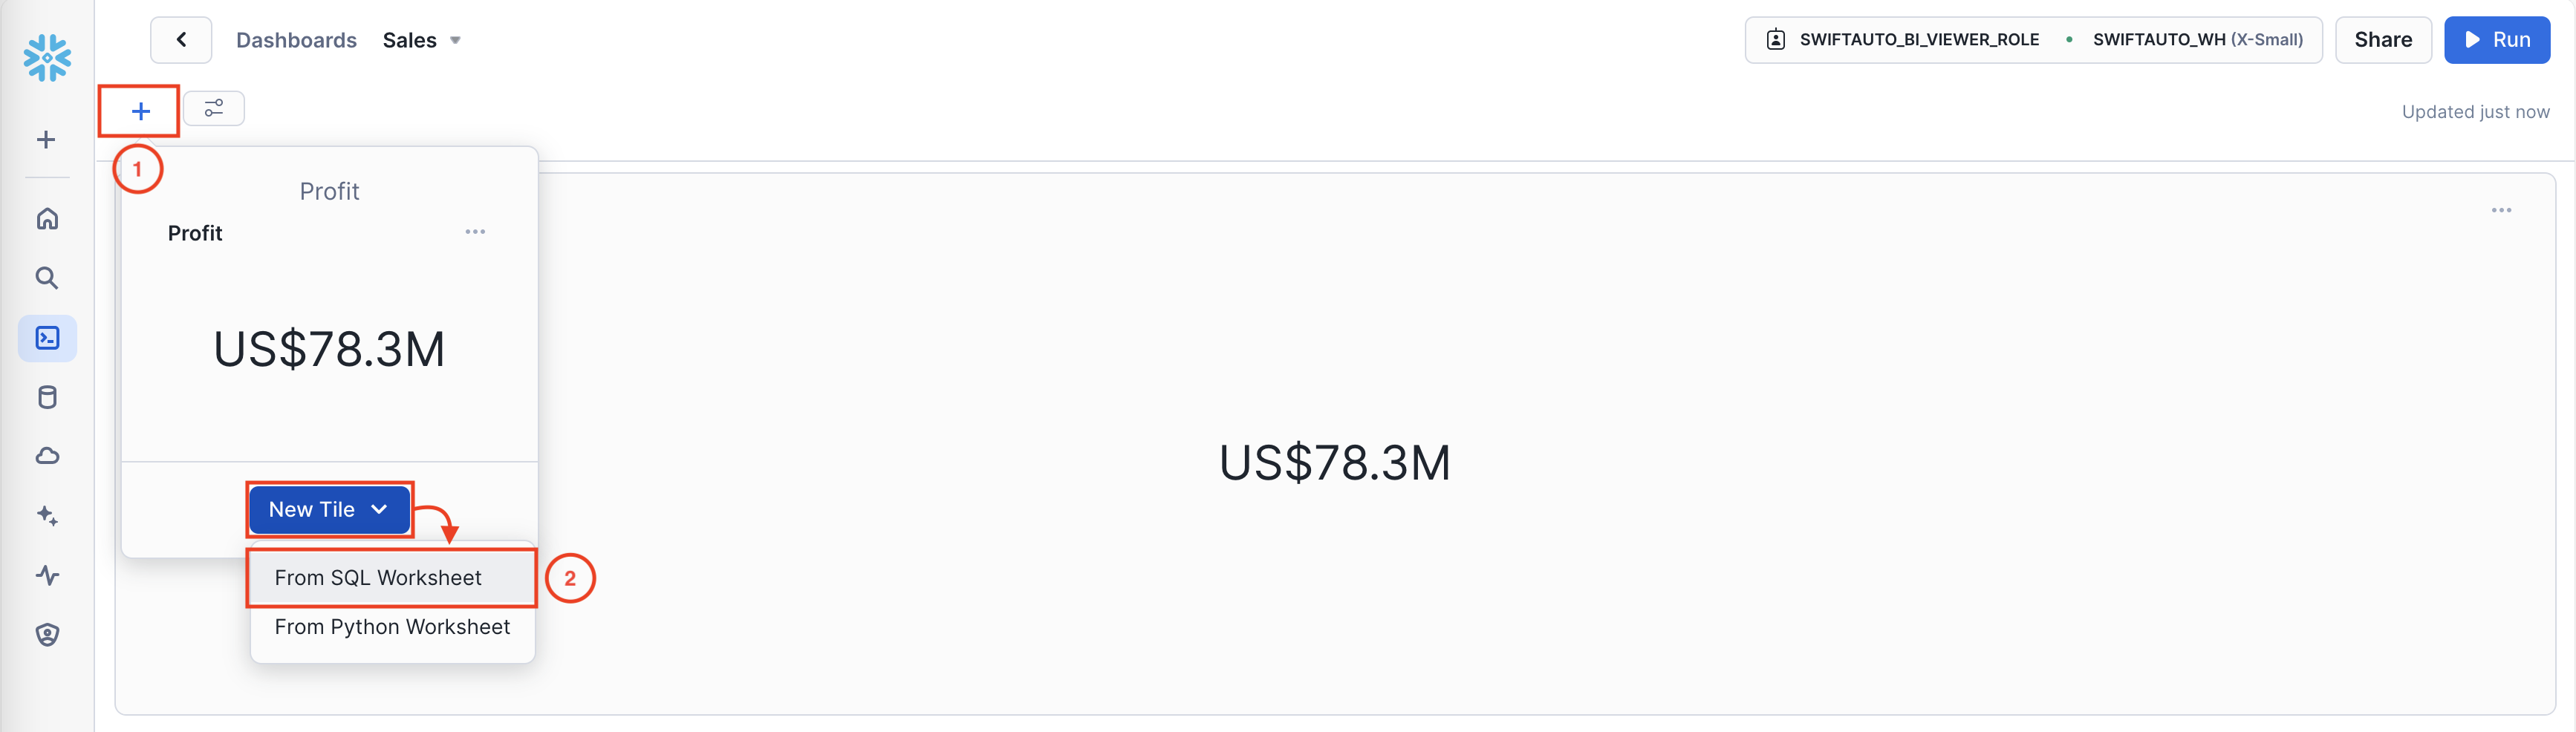 Dashboards Sales
SWIFTAUTO_BI_VIEWER_ROLE • SWIFTAUTO_WH (X-Small)
Share
Run
Updated just now
1
Profit
Profit
US$78.3M
US$78.3M
New Tile
From SQL Worksheet
2
From Python Worksheet